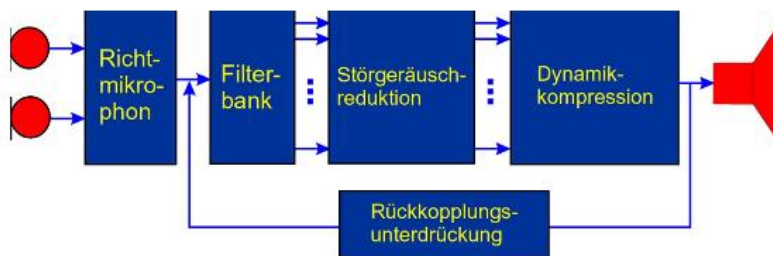 Richt-
mikro-
phon
Filter-
bank
Störgeräusch-
reduktion
Dynamik-
kompression
Rückkopplungs-
unterdrückung